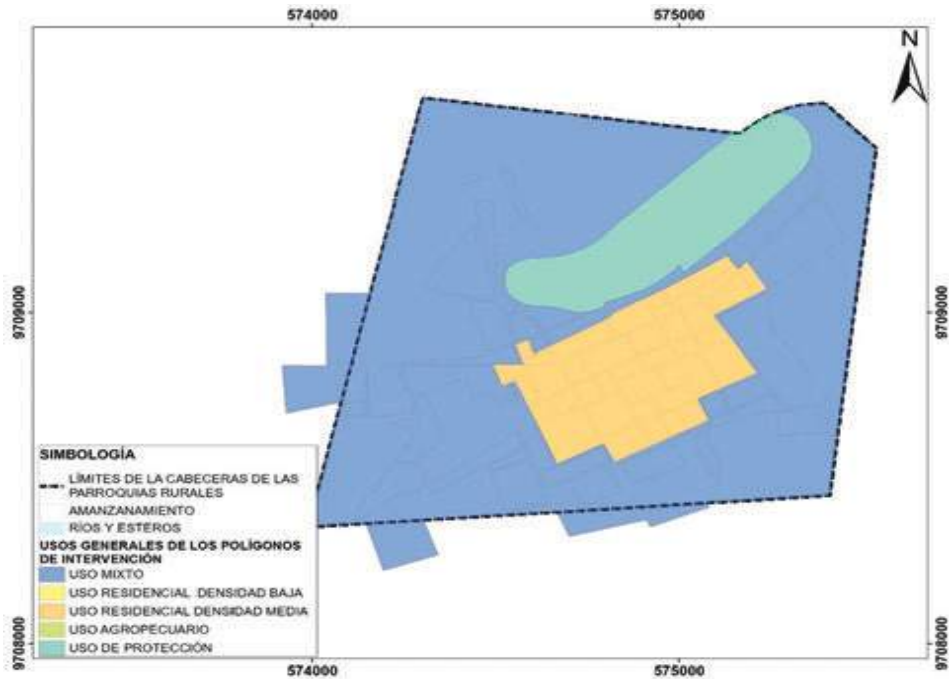 574000 575000
N
9709000 9709000
SIMBOLOGÍA
LÍMITES DE LA CABECERAS DE LAS
PARROQUIAS RURALES
AMANZANAMIENTO
RÍOS Y ESTEROS
USOS GENERALES DE LOS POLÍGONOS
DE INTERVENCIÓN
USO MIXTO
USO RESIDENCIAL DENSIDAD BAJA
USO RESIDENCIAL DENSIDAD MEDIA
USO AGROPECUARIO
USO DE PROTECCIÓN
9708000 9708000
574000 575000